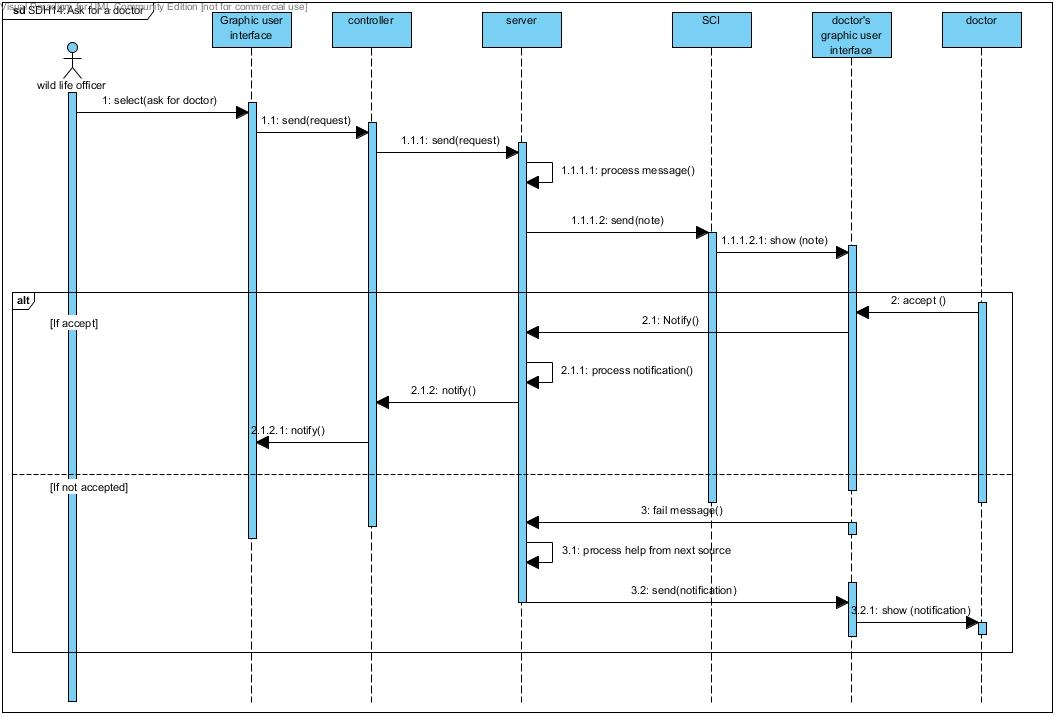 Visual Paradigm for UML Community Edition [not for commercial use]
sd SDH14:Ask for a doctor
Graphic user
interface
controller
server
SCI
doctor's
graphic user
interface
doctor
wild life officer
1: select(ask for doctor)
1.1: send(request)
1.1.1: send(request)
1.1.1.1: process message()
1.1.1.2: send(note)
1.1.1.2.1: show (note)
alt
2: accept ()
[If accept]
2.1: Notify()
2.1.1: process notification()
2.1.2: notify()
2.1.2.1: notify()
[If not accepted]
3: fail message()
3.1: process help from next source
3.2: send(notification)
3.2.1: show (notification)